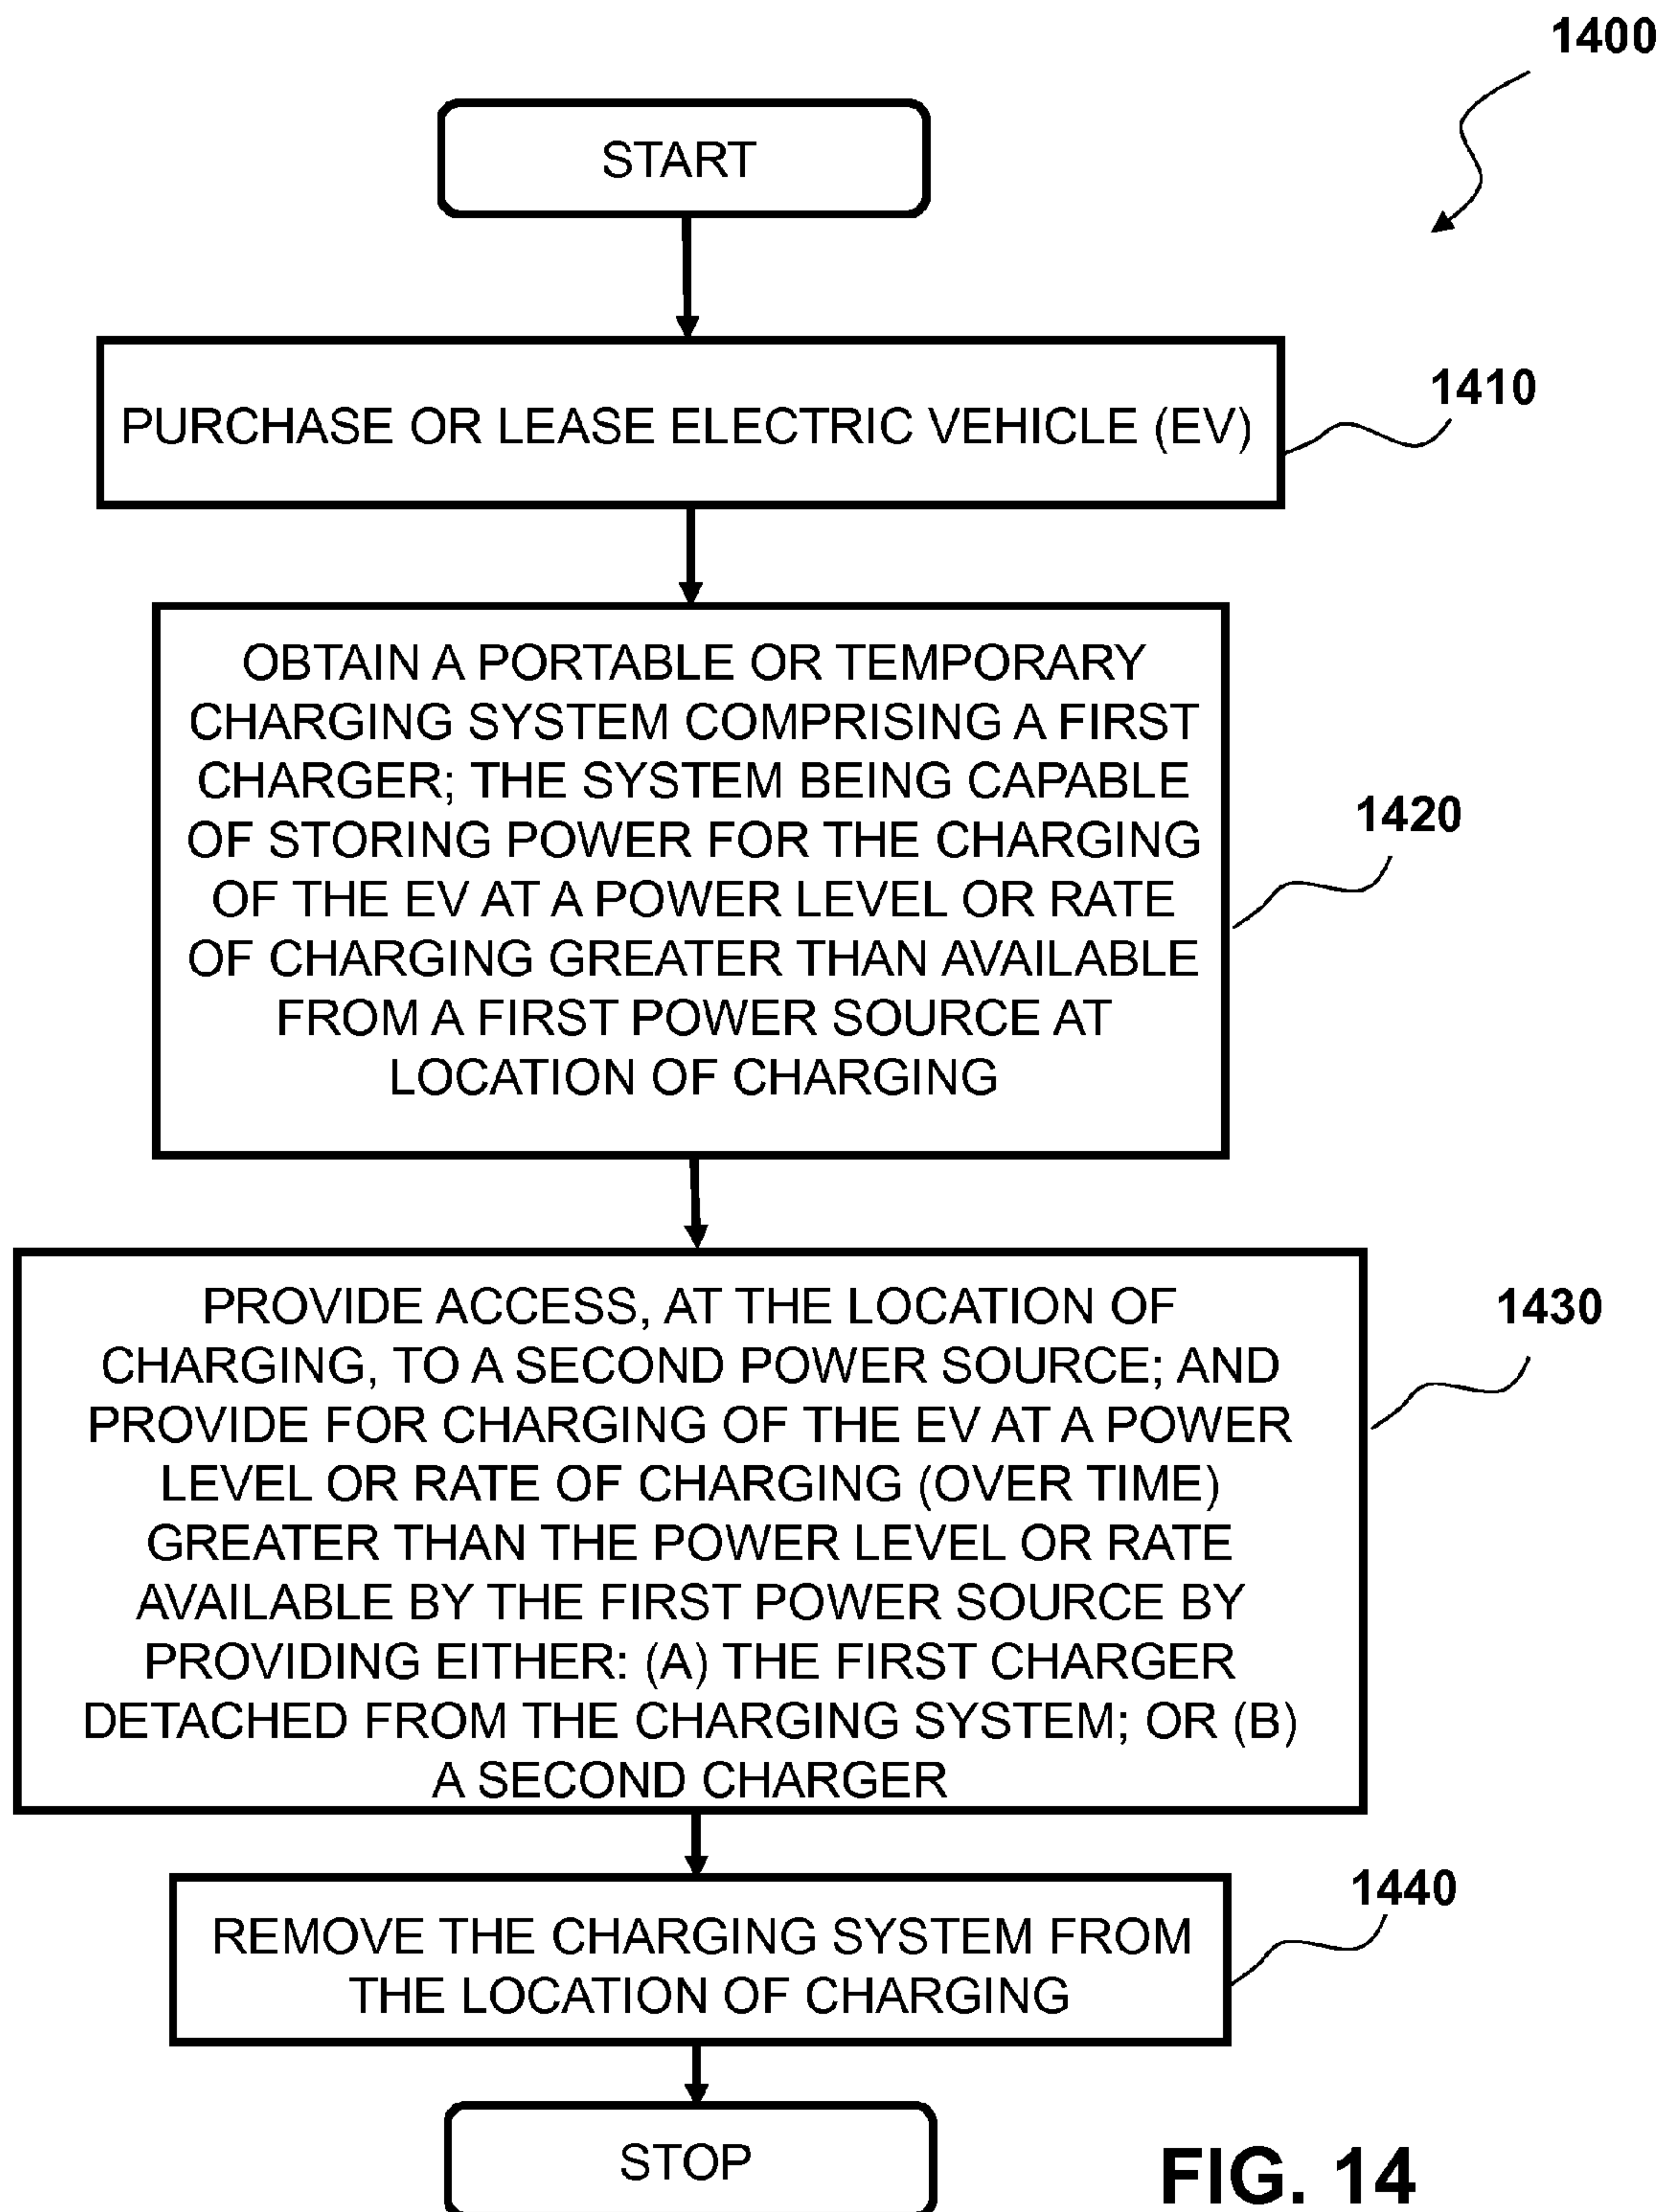 1400
START
PURCHASE OR LEASE ELECTRIC VEHICLE (EV)
1410
OBTAIN A PORTABLE OR TEMPORARY
CHARGING SYSTEM COMPRISING A FIRST
CHARGER; THE SYSTEM BEING CAPABLE
OF STORING POWER FOR THE CHARGING
OF THE EV AT A POWER LEVEL OR RATE
OF CHARGING GREATER THAN AVAILABLE
FROM A FIRST POWER SOURCE AT
LOCATION OF CHARGING
1420
PROVIDE ACCESS, AT THE LOCATION OF
CHARGING, TO A SECOND POWER SOURCE; AND
PROVIDE FOR CHARGING OF THE EV AT A POWER
LEVEL OR RATE OF CHARGING (OVER TIME)
GREATER THAN THE POWER LEVEL OR RATE
AVAILABLE BY THE FIRST POWER SOURCE BY
PROVIDING EITHER: (A) THE FIRST CHARGER
DETACHED FROM THE CHARGING SYSTEM; OR (B)
A SECOND CHARGER
1430
REMOVE THE CHARGING SYSTEM FROM
THE LOCATION OF CHARGING
1440
STOP
FIG. 14